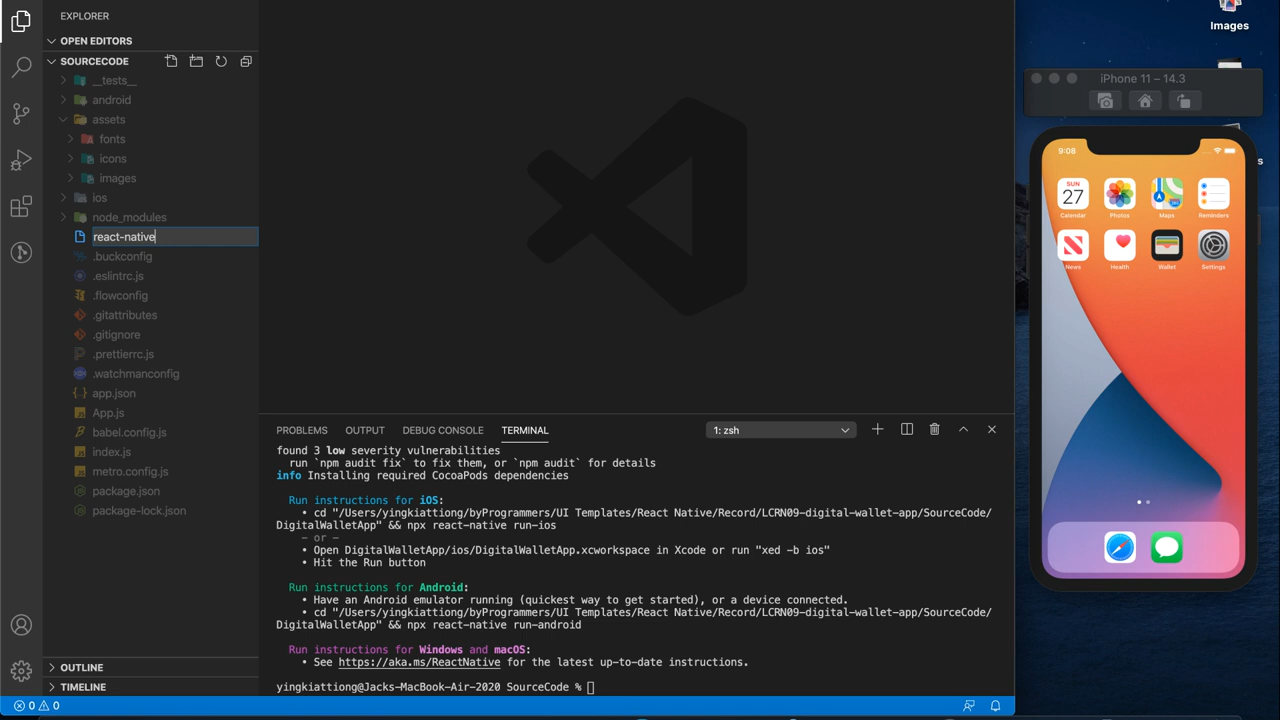 EXPLORER
OPEN EDITORS
SOURCECODE
__tests__
android
assets
fonts
icons
images
ios
node_modules
react-native
.buckconfig
.eslintrc.js
.flowconfig
.gitattributes
.gitignore
.prettierrc.js
.watchmanconfig
app.json
App.js
babel.config.js
index.js
metro.config.js
package.json
package-lock.json
OUTLINE
TIMELINE
0 0
PROBLEMS OUTPUT DEBUG CONSOLE TERMINAL
1: zsh
found 3 low severity vulnerabilities
run `npm audit fix` to fix them, or `npm audit` for details
info Installing required CocoaPods dependencies
Run instructions for iOS:
• cd "/Users/yingkiattiong/byProgrammers/UI Templates/React Native/Record/LCRN09-digital-wallet-app/SourceCode/
DigitalWalletApp" && npx react-native run-ios
- or -
• Open DigitalWalletApp/ios/DigitalWalletApp.xcworkspace in Xcode or run "xed -b ios"
• Hit the Run button
Run instructions for Android:
• Have an Android emulator running (quickest way to get started), or a device connected.
• cd "/Users/yingkiattiong/byProgrammers/UI Templates/React Native/Record/LCRN09-digital-wallet-app/SourceCode/
DigitalWalletApp" && npx react-native run-android
Run instructions for Windows and macOS:
• See https://aka.ms/ReactNative for the latest up-to-date instructions.
yingkiattiong@Jacks-MacBook-Air-2020 SourceCode %
Images
iPhone 11 – 14.3
9:08
SUN
27
Calendar Photos Maps Reminders
News Health Wallet Settings